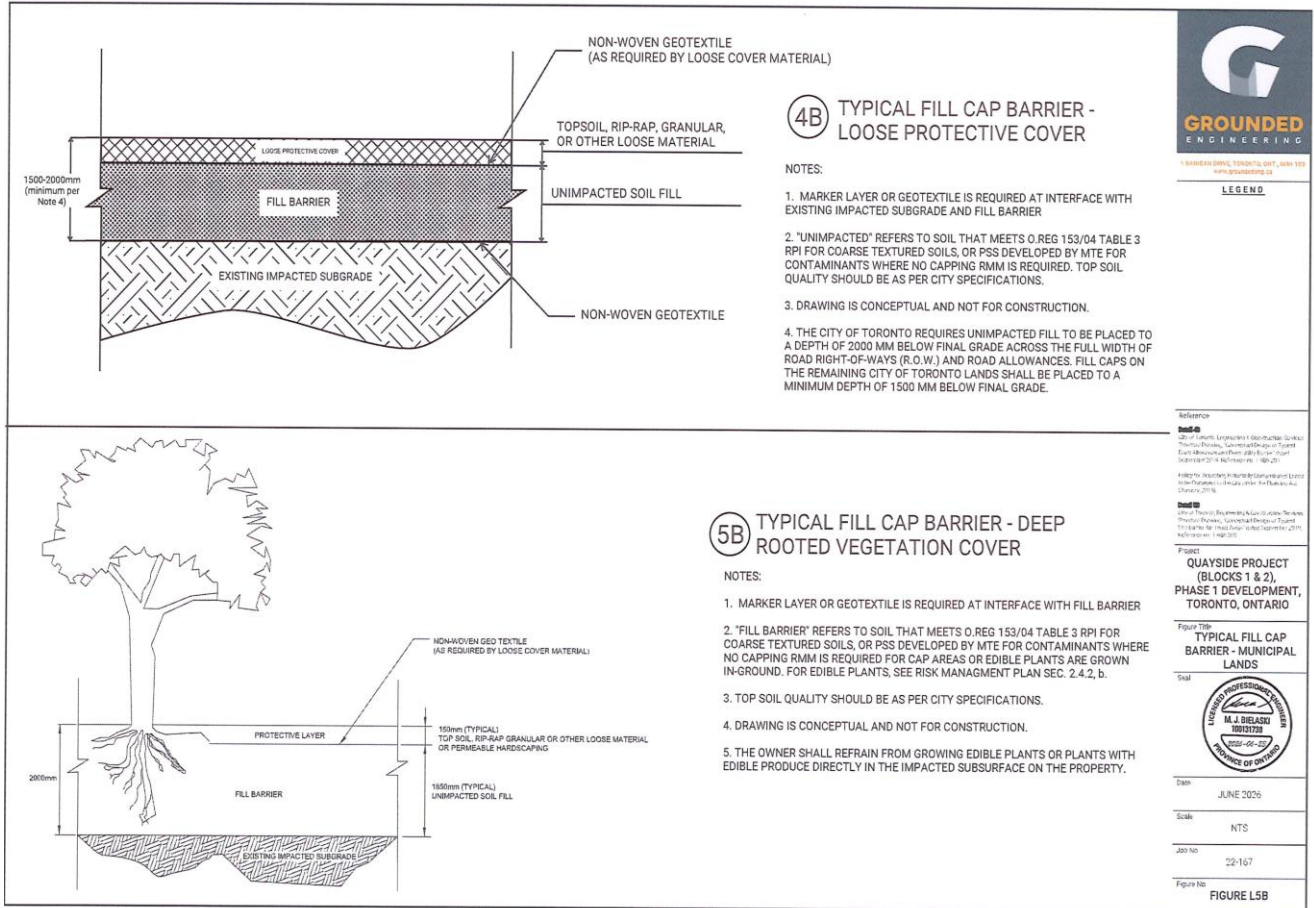 NON-WOVEN GEOTEXTILE
(AS REQUIRED BY LOOSE COVER MATERIAL)
TOPSOIL, RIP-RAP, GRANULAR,
OR OTHER LOOSE MATERIAL
LOOSE PROTECTIVE COVER
1500-2000mm
(minimum per
Note 4)
FILL BARRIER
UNIMPACTED SOIL FILL
EXISTING IMPACTED SUBGRADE
NON-WOVEN GEOTEXTILE
4B TYPICAL FILL CAP BARRIER -
LOOSE PROTECTIVE COVER
NOTES:
1. MARKER LAYER OR GEOTEXTILE IS REQUIRED AT INTERFACE WITH
EXISTING IMPACTED SUBGRADE AND FILL BARRIER
2. "UNIMPACTED" REFERS TO SOIL THAT MEETS O.REG 153/04 TABLE 3
RPI FOR COARSE TEXTURED SOILS, OR PSS DEVELOPED BY MTE FOR
CONTAMINANTS WHERE NO CAPPING RMM IS REQUIRED. TOP SOIL
QUALITY SHOULD BE AS PER CITY SPECIFICATIONS.
3. DRAWING IS CONCEPTUAL AND NOT FOR CONSTRUCTION.
4. THE CITY OF TORONTO REQUIRES UNIMPACTED FILL TO BE PLACED TO
A DEPTH OF 2000 MM BELOW FINAL GRADE ACROSS THE FULL WIDTH OF
ROAD RIGHT-OF-WAYS (R.O.W.) AND ROAD ALLOWANCES. FILL CAPS ON
THE REMAINING CITY OF TORONTO LANDS SHALL BE PLACED TO A
MINIMUM DEPTH OF 1500 MM BELOW FINAL GRADE.
NON-WOVEN GEO TEXTILE
(AS REQUIRED BY LOOSE COVER MATERIAL)
PROTECTIVE LAYER
150mm (TYPICAL)
TOP SOIL, RIP-RAP GRANULAR OR OTHER LOOSE MATERIAL
OR PERMEABLE HARDSCAPING
2000mm
FILL BARRIER
1850mm (TYPICAL)
UNIMPACTED SOIL FILL
EXISTING IMPACTED SUBGRADE
5B TYPICAL FILL CAP BARRIER - DEEP
ROOTED VEGETATION COVER
NOTES:
1. MARKER LAYER OR GEOTEXTILE IS REQUIRED AT INTERFACE WITH FILL BARRIER
2. "FILL BARRIER" REFERS TO SOIL THAT MEETS O.REG 153/04 TABLE 3 RPI FOR
COARSE TEXTURED SOILS, OR PSS DEVELOPED BY MTE FOR CONTAMINANTS WHERE
NO CAPPING RMM IS REQUIRED FOR CAP AREAS OR EDIBLE PLANTS ARE GROWN
IN-GROUND. FOR EDIBLE PLANTS, SEE RISK MANAGMENT PLAN SEC. 2.4.2, b.
3. TOP SOIL QUALITY SHOULD BE AS PER CITY SPECIFICATIONS.
4. DRAWING IS CONCEPTUAL AND NOT FOR CONSTRUCTION.
5. THE OWNER SHALL REFRAIN FROM GROWING EDIBLE PLANTS OR PLANTS WITH
EDIBLE PRODUCE DIRECTLY IN THE IMPACTED SUBSURFACE ON THE PROPERTY.
GROUNDED
ENGINEERING
LEGEND
Reference
Project
QUAYSIDE PROJECT
(BLOCKS 1 & 2),
PHASE 1 DEVELOPMENT,
TORONTO, ONTARIO
Figure Title
TYPICAL FILL CAP
BARRIER - MUNICIPAL
LANDS
Seal
LICENSED PROFESSIONAL ENGINEER
M. J. BIELASKI
100131738
PROVINCE OF ONTARIO
Date
JUNE 2026
Scale
NTS
Job No
22-167
Figure No
FIGURE L5B